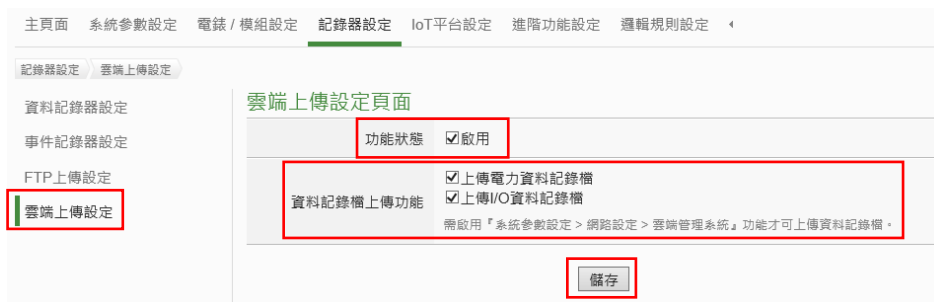 主頁面 系統參數設定 電錶 / 模組設定 記錄器設定 IoT平台設定 進階功能設定 邏輯規則設定
記錄器設定 雲端上傳設定
資料記錄器設定
事件記錄器設定
FTP上傳設定
雲端上傳設定
雲端上傳設定頁面
功能狀態 啟用
資料記錄檔上傳功能
上傳電力資料記錄檔
上傳I/O資料記錄檔
需啟用『系統參數設定 > 網路設定 > 雲端管理系統』功能才可上傳資料記錄檔。
儲存